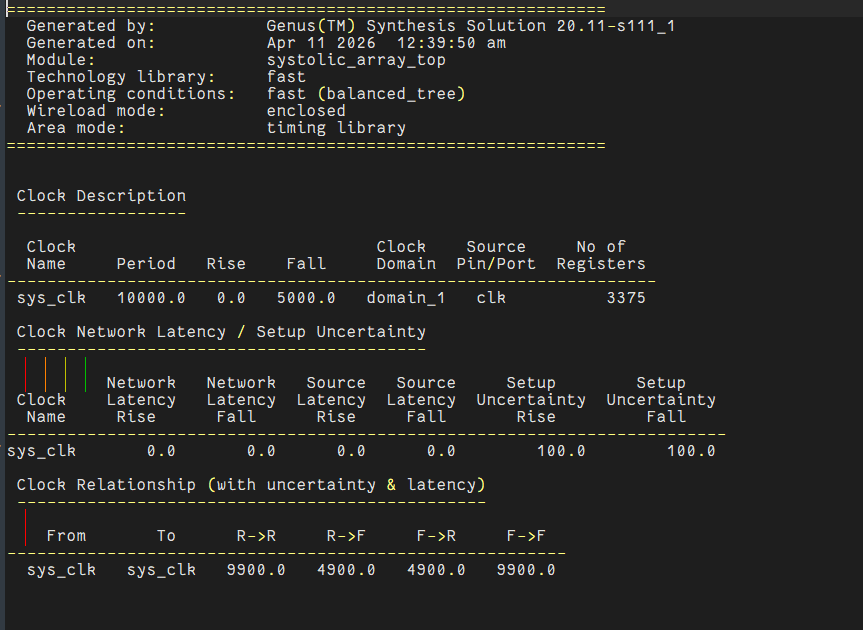 ============================================================
  Generated by:           Genus(TM) Synthesis Solution 20.11-s111_1
  Generated on:           Apr 11 2026  12:39:50 am
  Module:                 systolic_array_top
  Technology library:     fast
  Operating conditions:   fast (balanced_tree)
  Wireload mode:          enclosed
  Area mode:              timing library
============================================================
 Clock Description
 -----------------
  Clock                              Clock    Source     No of
  Name     Period   Rise    Fall     Domain  Pin/Port  Registers
-----------------------------------------------------------------
 sys_clk   10000.0   0.0   5000.0   domain_1   clk          3375
 Clock Network Latency / Setup Uncertainty
 -----------------------------------------
          Network   Network   Source   Source     Setup        Setup
 Clock    Latency   Latency  Latency  Latency  Uncertainty  Uncertainty
  Name     Rise      Fall      Rise     Fall      Rise         Fall
------------------------------------------------------------------------
sys_clk       0.0       0.0      0.0      0.0        100.0        100.0
 Clock Relationship (with uncertainty & latency)
 -----------------------------------------------
    From       To      R->R     R->F     F->R     F->F
--------------------------------------------------------
  sys_clk   sys_clk   9900.0   4900.0   4900.0   9900.0